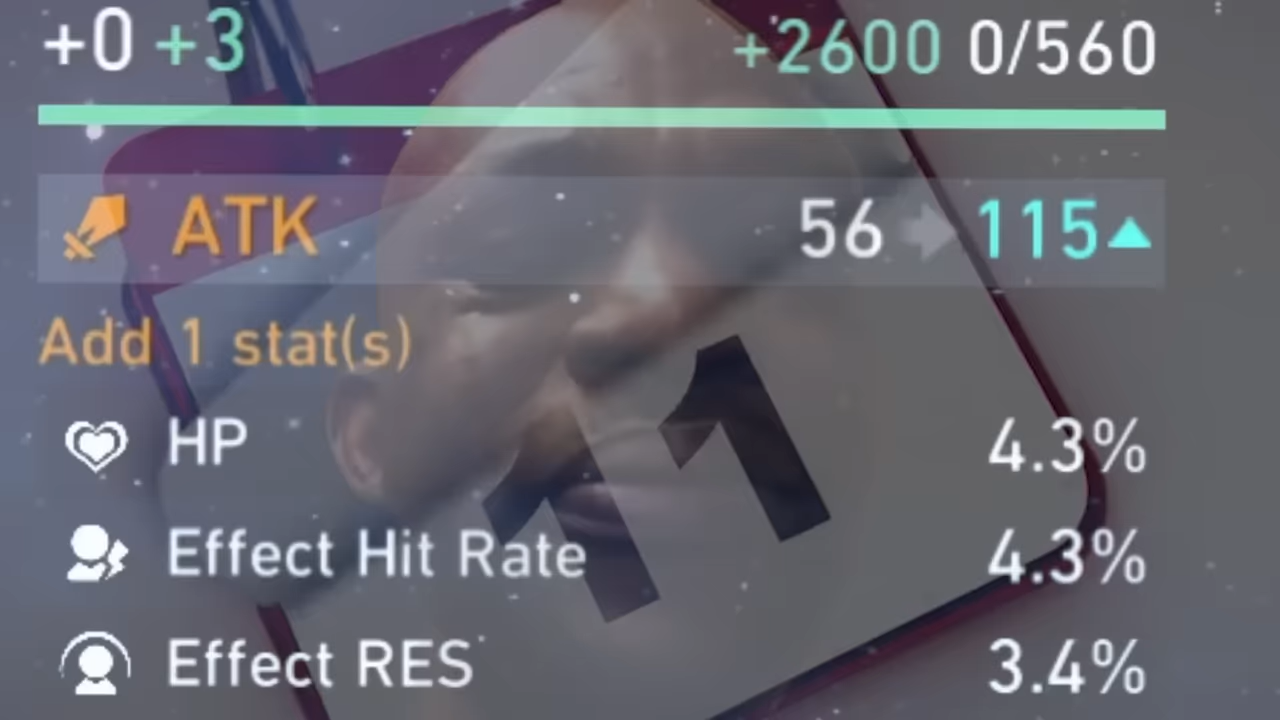 +0 +3 +2600 0/560
ATK 56 115
Add 1 stat(s)
HP 4.3%
Effect Hit Rate 4.3%
Effect RES 3.4%
11